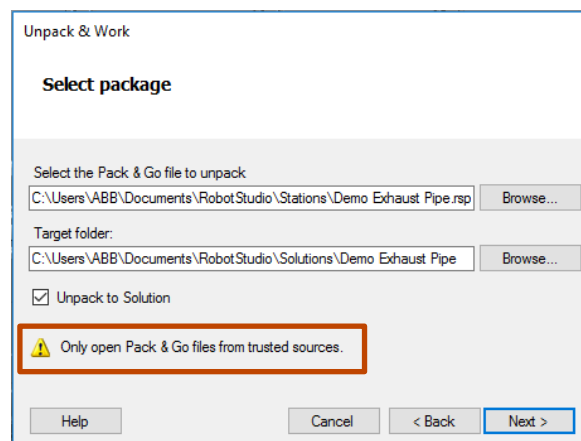 Unpack & Work
Select package
Select the Pack & Go file to unpack
C:\Users\ABB\Documents\RobotStudio\Stations\Demo Exhaust Pipe.rsp
Browse...
Target folder:
C:\Users\ABB\Documents\RobotStudio\Solutions\Demo Exhaust Pipe
Browse...
Unpack to Solution
Only open Pack & Go files from trusted sources.
Help
Cancel
< Back
Next >